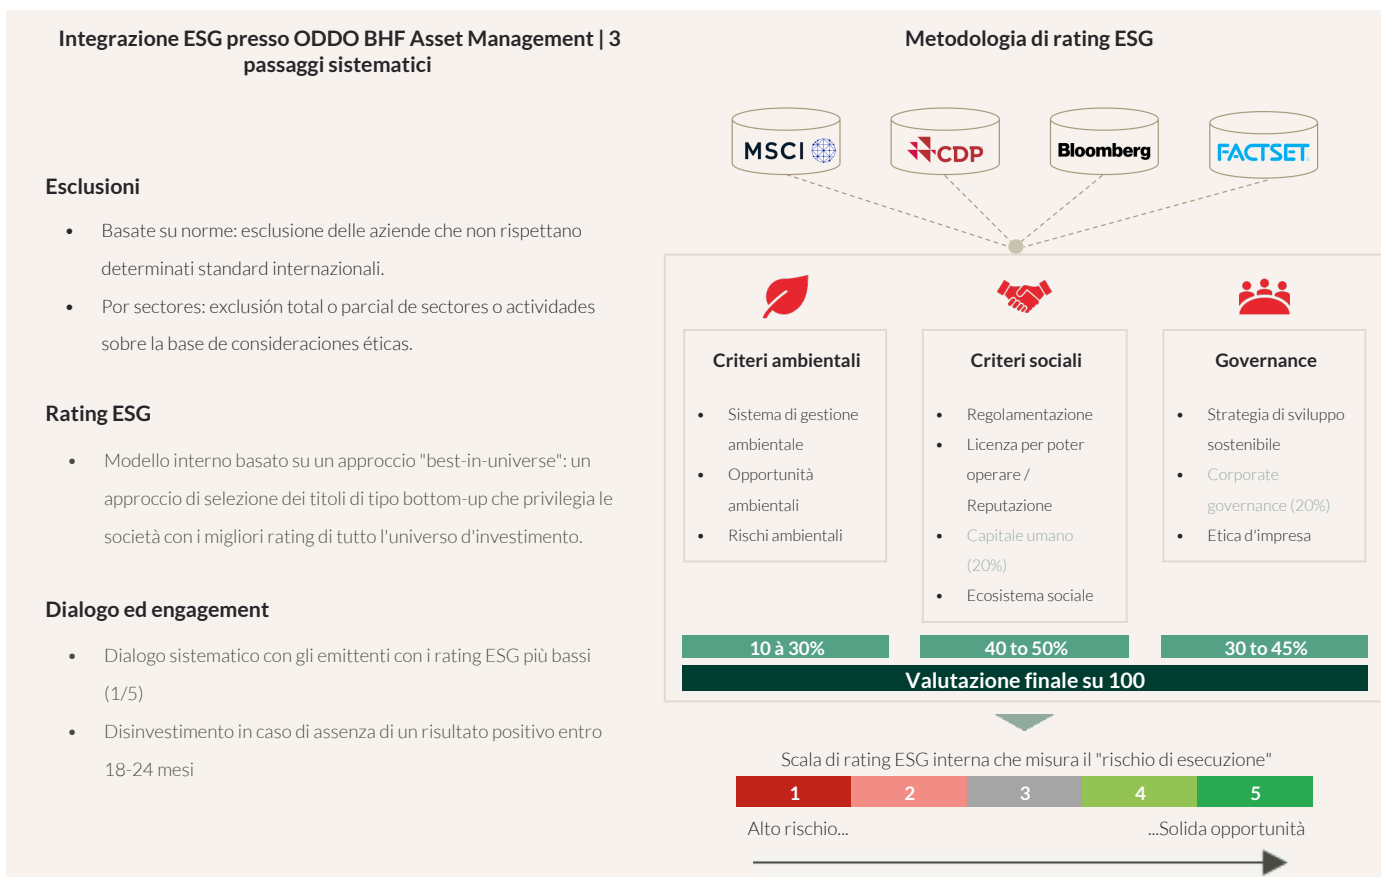 Integrazione ESG presso ODDO BHF Asset Management | 3
passaggi sistematici
Esclusioni
• Basate su norme: esclusione delle aziende che non rispettano
determinati standard internazionali.
• Por sectores: exclusión total o parcial de sectores o actividades
sobre la base de consideraciones éticas.
Rating ESG
• Modello interno basato su un approccio "best-in-universe": un
approccio di selezione dei titoli di tipo bottom-up che privilegia le
società con i migliori rating di tutto l'universo d'investimento.
Dialogo ed engagement
• Dialogo sistematico con gli emittenti con i rating ESG più bassi
(1/5)
• Disinvestimento in caso di assenza di un risultato positivo entro
18-24 mesi
Metodologia di rating ESG
MSCI
CDP
Bloomberg
FACTSET
Criteri ambientali
• Sistema di gestione
ambientale
• Opportunità
ambientali
• Rischi ambientali
Criteri sociali
• Regolamentazione
• Licenza per poter
operare /
Reputazione
• Capitale umano
(20%)
• Ecosistema sociale
Governance
• Strategia di sviluppo
sostenibile
• Corporate
governance (20%)
• Etica d'impresa
10 à 30%
40 to 50%
30 to 45%
Valutazione finale su 100
Scala di rating ESG interna che misura il "rischio di esecuzione"
1 2 3 4 5
Alto rischio...
...Solida opportunità